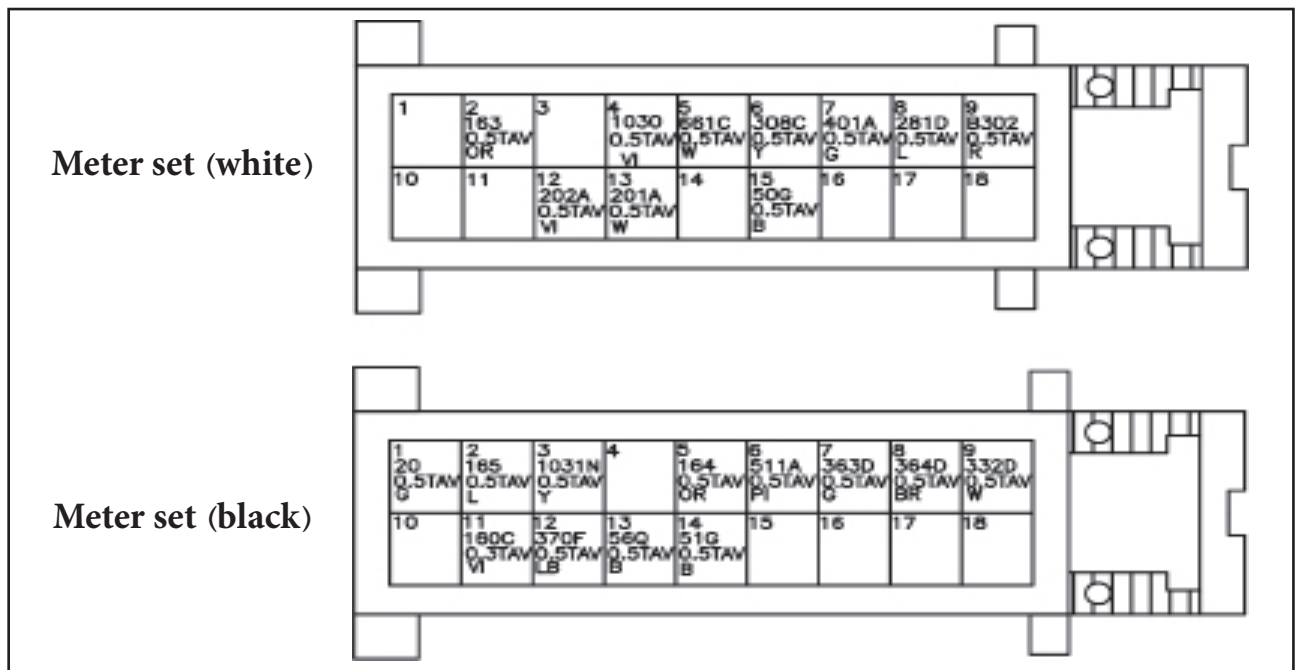 Meter set (white)
1
2
163
0.5TAV
OR
3
4
1030
0.5TAV
VI
5
661C
0.5TAV
W
6
308C
0.5TAV
Y
7
401A
0.5TAV
G
8
281D
0.5TAV
L
9
B302
0.5TAV
R
10
11
12
202A
0.5TAV
VI
13
201A
0.5TAV
W
14
15
50G
0.5TAV
B
16
17
18
Meter set (black)
1
20
0.5TAV
G
2
165
0.5TAV
L
3
1031N
0.5TAV
Y
4
5
164
0.5TAV
OR
6
511A
0.5TAV
PI
7
363D
0.5TAV
G
8
364D
0.5TAV
BR
9
332D
0.5TAV
W
10
11
160C
0.3TAV
VI
12
370F
0.5TAV
LB
13
56Q
0.5TAV
B
14
51G
0.5TAV
B
15
16
17
18